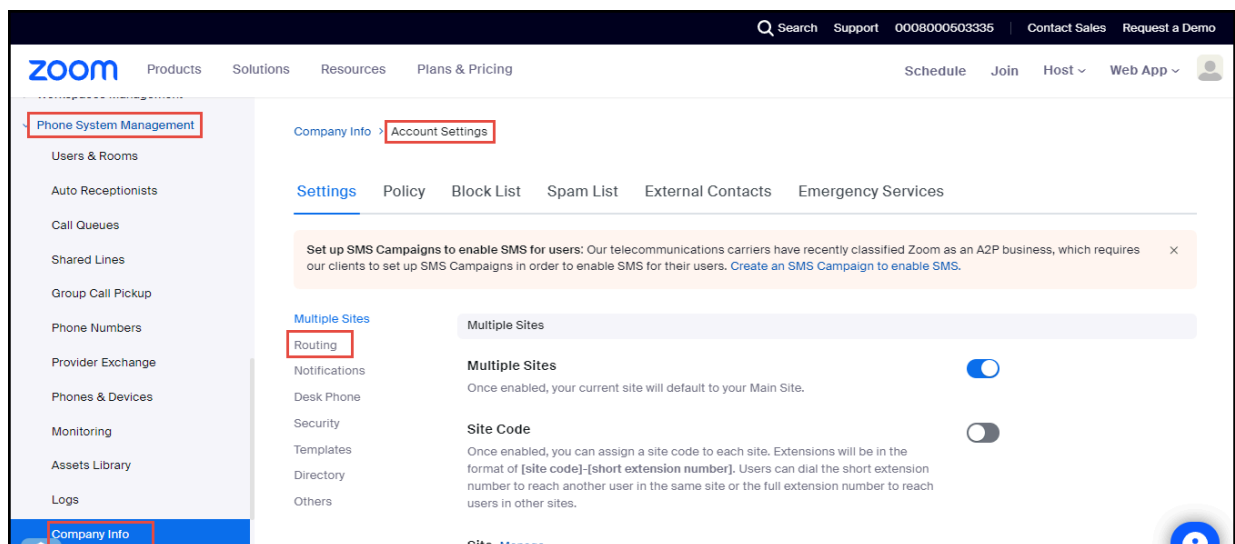 Search Support 0008000503335 Contact Sales Request a Demo
zoom Products Solutions Resources Plans & Pricing Schedule Join Host Web App
Workspaces Management
Phone System Management
Company Info > Account Settings
Users & Rooms
Auto Receptionists
Settings Policy Block List Spam List External Contacts Emergency Services
Call Queues
Set up SMS Campaigns to enable SMS for users: Our telecommunications carriers have recently classified Zoom as an A2P business, which requires
our clients to set up SMS Campaigns in order to enable SMS for their users. Create an SMS Campaign to enable SMS.
Shared Lines
Group Call Pickup
Phone Numbers
Provider Exchange
Phones & Devices
Monitoring
Assets Library
Logs
Company Info
Multiple Sites
Routing
Notifications
Desk Phone
Security
Templates
Directory
Others
Multiple Sites
Multiple Sites
Once enabled, your current site will default to your Main Site.
Site Code
Once enabled, you can assign a site code to each site. Extensions will be in the
format of [site code]-[short extension number]. Users can dial the short extension
number to reach another user in the same site or the full extension number to reach
users in other sites.
Site Manage